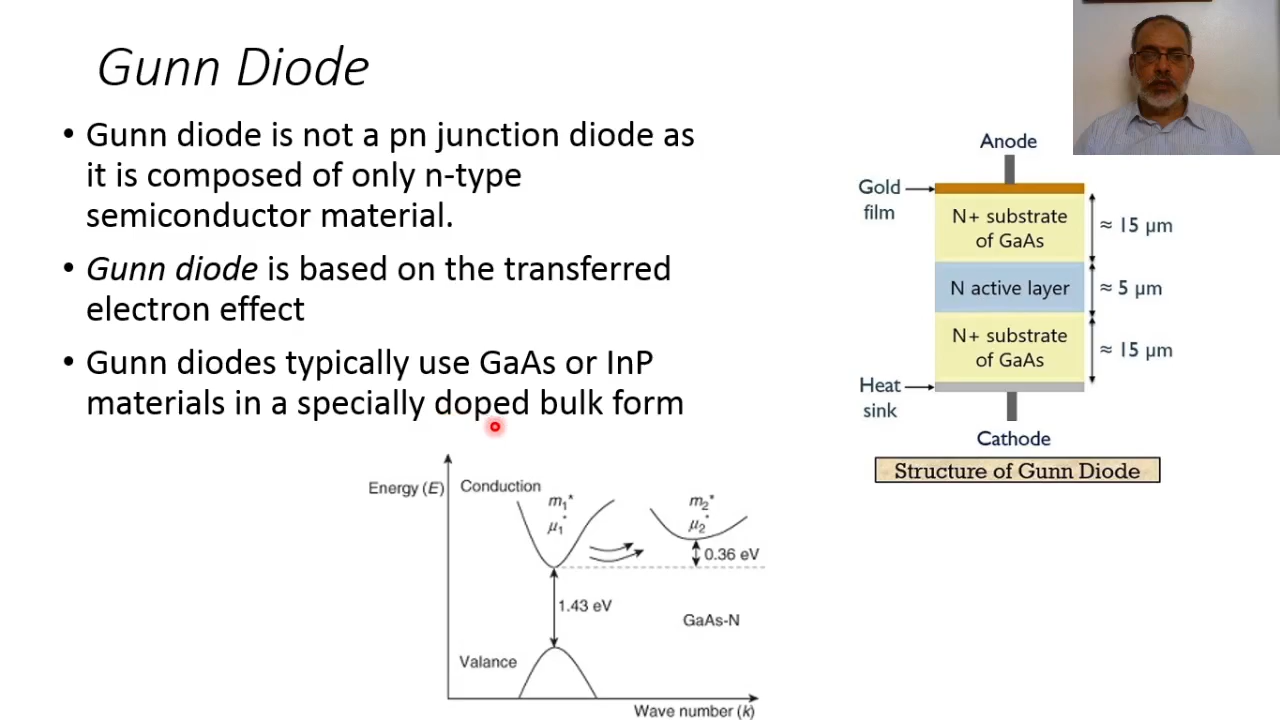 Gunn Diode
• Gunn diode is not a pn junction diode as
it is composed of only n-type
semiconductor material.
• Gunn diode is based on the transferred
electron effect
• Gunn diodes typically use GaAs or InP
materials in a specially doped bulk form
Anode
Gold
film
N+ substrate
of GaAs
≈ 15 μm
N active layer
≈ 5 μm
N+ substrate
of GaAs
≈ 15 μm
Heat
sink
Cathode
Structure of Gunn Diode
Energy (E)
Conduction
m₁*
μ₁*
m₂*
μ₂*
0.36 eV
1.43 eV
GaAs-N
Valance
Wave number (k)